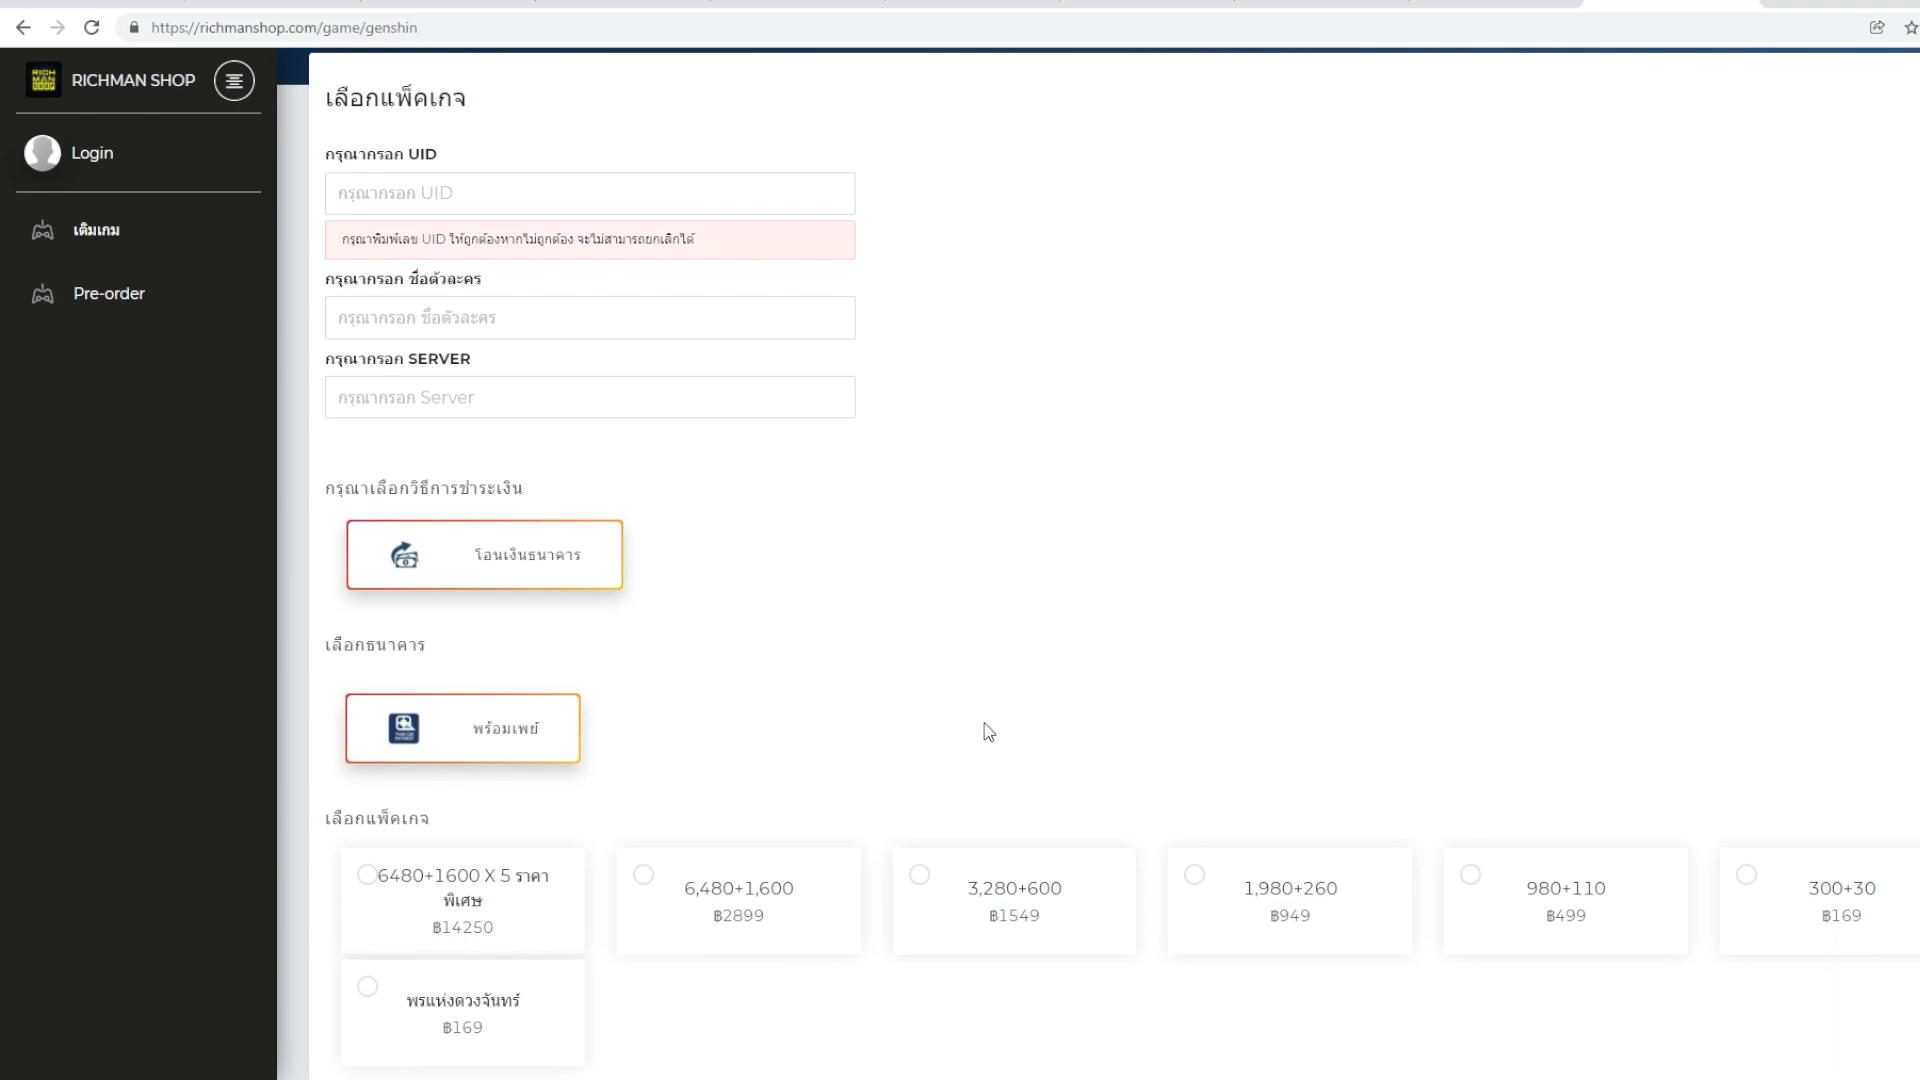 https://richmanshop.com/game/genshin
RICH
MAN
SHOP
RICHMAN SHOP
Login
เติมเกม
Pre-order
เลือกแพ็คเกจ
กรุณากรอก UID
กรุณากรอก UID
กรุณาพิมพ์เลข UID ให้ถูกต้องหากไม่ถูกต้อง จะไม่สามารถยกเลิกได้
กรุณากรอก ชื่อตัวละคร
กรุณากรอก ชื่อตัวละคร
กรุณากรอก SERVER
กรุณากรอก Server
กรุณาเลือกวิธีการชำระเงิน
โอนเงินธนาคาร
เลือกธนาคาร
พร้อมเพย์
เลือกแพ็คเกจ
6480+1600 X 5 ราคา
พิเศษ
฿14250
6,480+1,600
฿2899
3,280+600
฿1549
1,980+260
฿949
980+110
฿499
300+30
฿169
พรแห่งดวงจันทร์
฿169